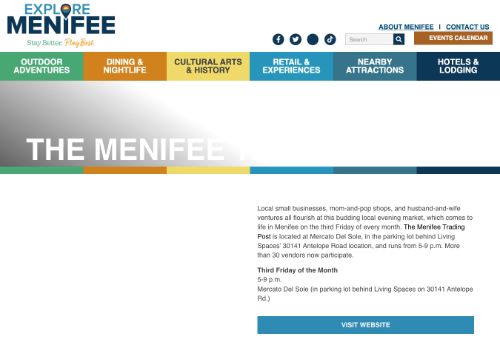 EXPLORE
MENIFEE
Stay Better. Play Best.
ABOUT MENIFEE | CONTACT US
Search
EVENTS CALENDAR
OUTDOOR ADVENTURES
DINING & NIGHTLIFE
CULTURAL ARTS & HISTORY
RETAIL & EXPERIENCES
NEARBY ATTRACTIONS
HOTELS & LODGING
THE MENIFEE
Local small businesses, mom-and-pop shops, and husband-and-wife
ventures all flourish at this budding local evening market, which comes to
life in Menifee on the third Friday of every month. The Menifee Trading
Post is located at Mercato Del Sole, in the parking lot behind Living
Spaces' 30141 Antelope Road location, and runs from 5-9 p.m. More
than 30 vendors now participate.
Third Friday of the Month
5-9 p.m.
Mercato Del Sole (in parking lot behind Living Spaces on 30141 Antelope
Rd.)
VISIT WEBSITE